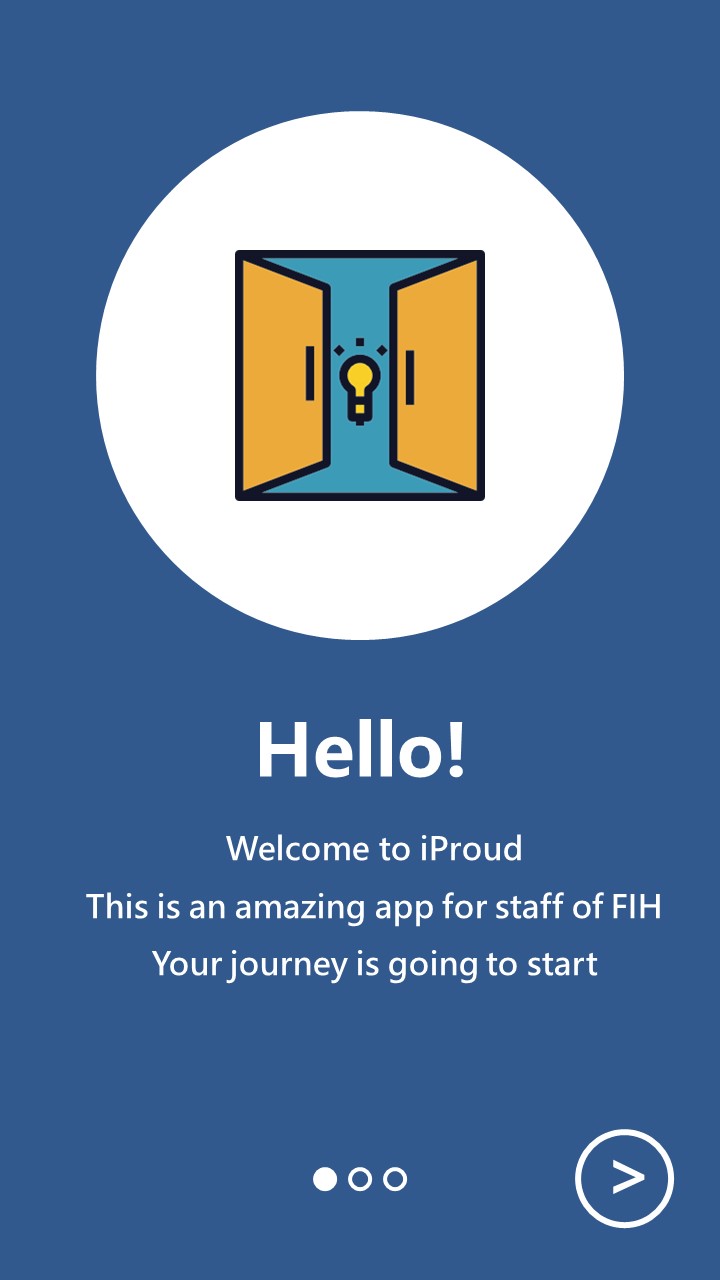 Hello!
Welcome to iProud
This is an amazing app for staff of FIH
Your journey is going to start
>